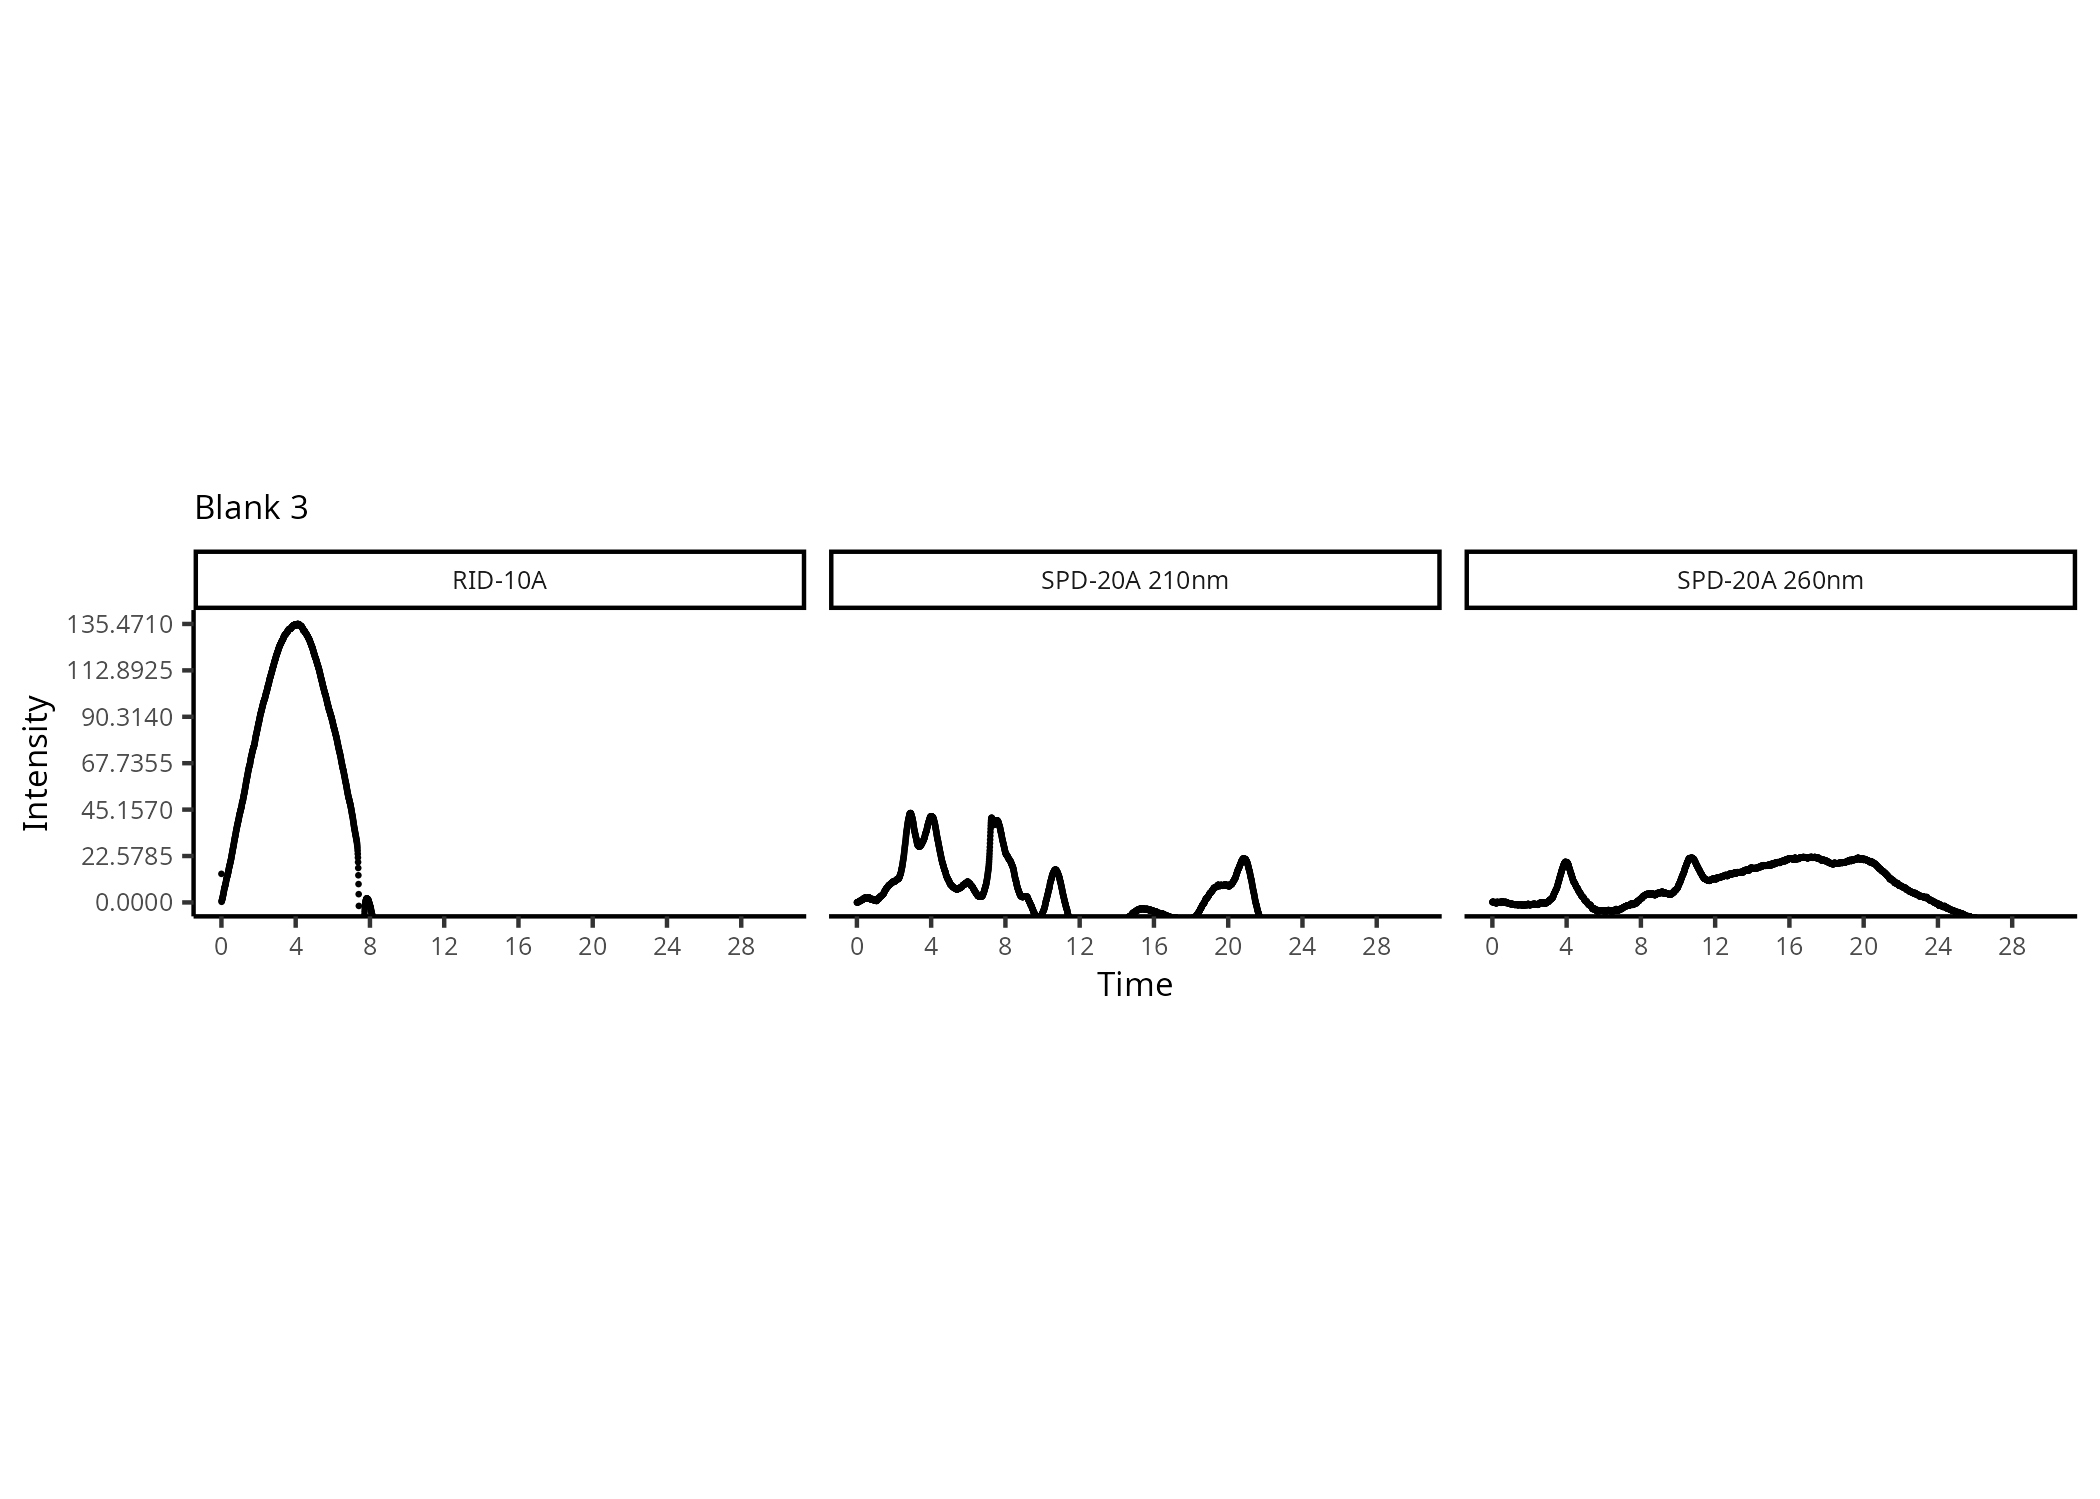 Blank 3
RID-10A SPD-20A 210nm SPD-20A 260nm
135.4710
112.8925
90.3140
67.7355
45.1570
22.5785
0.0000
Intensity
0 4 8 12 16 20 24 28 0 4 8 12 16 20 24 28 0 4 8 12 16 20 24 28
Time